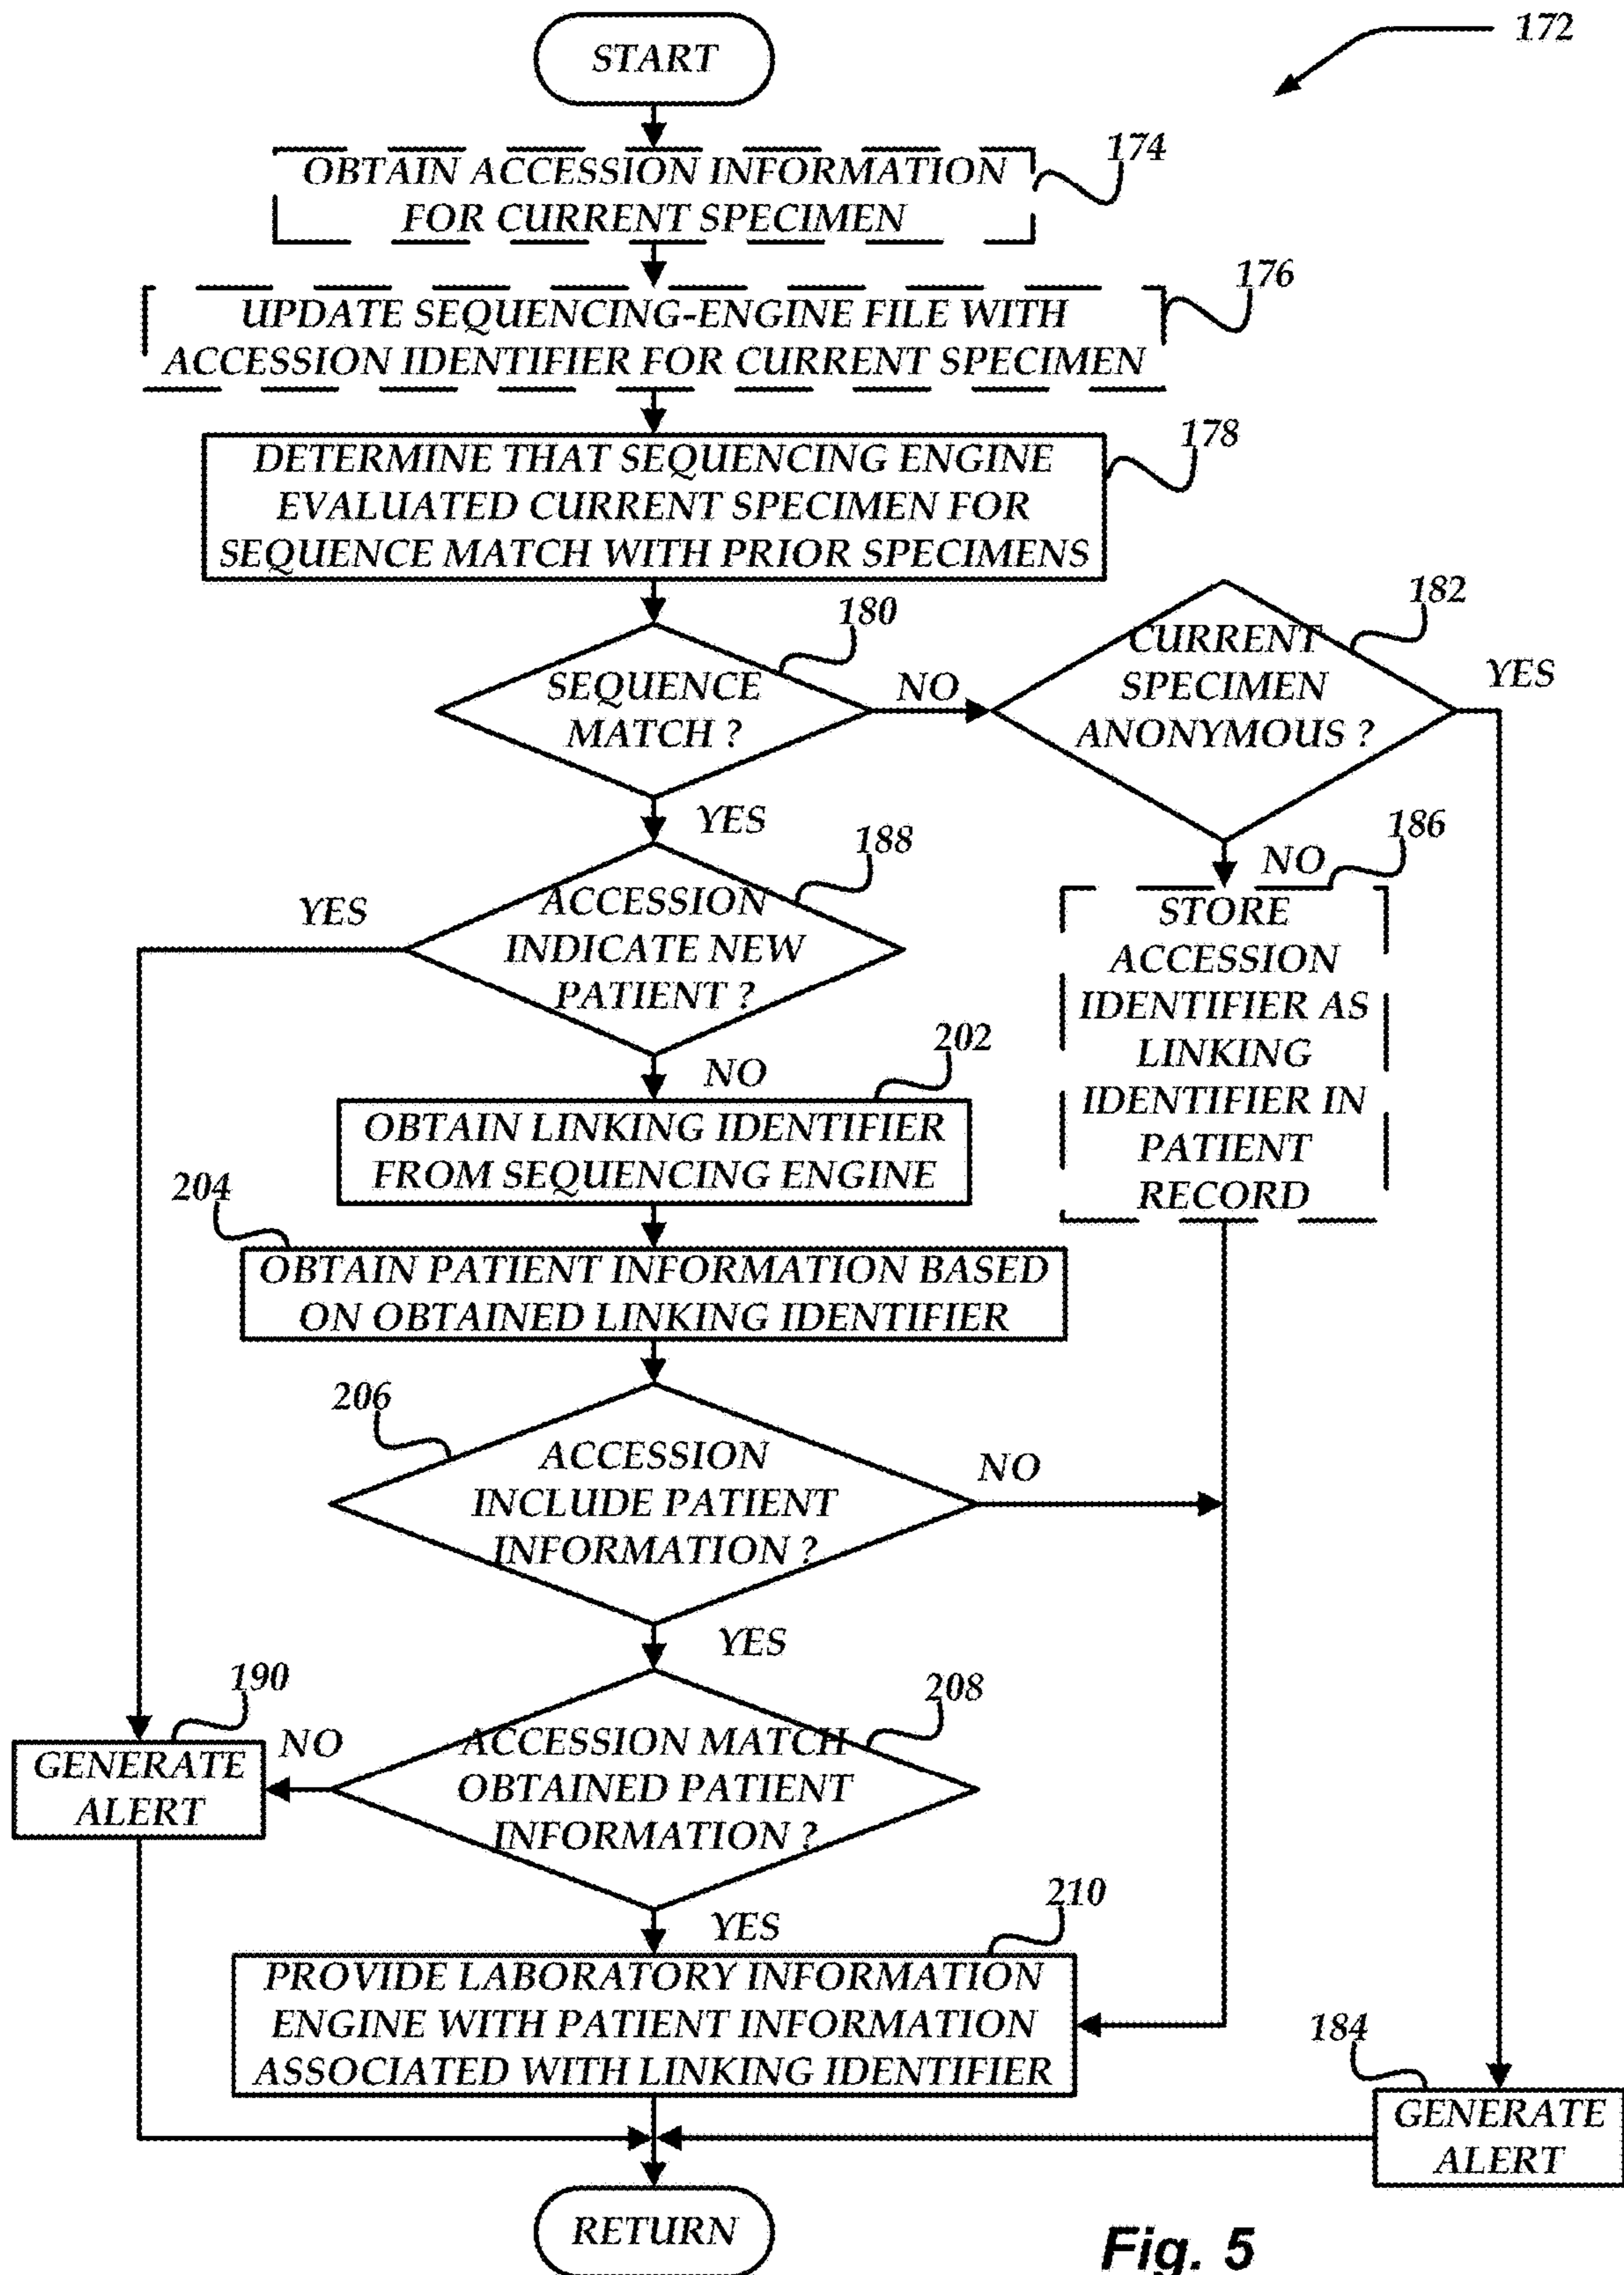 START
172
OBTAIN ACCESSION INFORMATION
FOR CURRENT SPECIMEN
174
UPDATE SEQUENCING-ENGINE FILE WITH
ACCESSION IDENTIFIER FOR CURRENT SPECIMEN
176
DETERMINE THAT SEQUENCING ENGINE
EVALUATED CURRENT SPECIMEN FOR
SEQUENCE MATCH WITH PRIOR SPECIMENS
178
SEQUENCE
MATCH ?
180
NO
CURRENT
SPECIMEN
ANONYMOUS ?
182
YES
YES
NO
186
STORE
ACCESSION
IDENTIFIER AS
LINKING
IDENTIFIER IN
PATIENT
RECORD
ACCESSION
INDICATE NEW
PATIENT ?
188
YES
NO
202
OBTAIN LINKING IDENTIFIER
FROM SEQUENCING ENGINE
204
OBTAIN PATIENT INFORMATION BASED
ON OBTAINED LINKING IDENTIFIER
206
ACCESSION
INCLUDE PATIENT
INFORMATION ?
NO
YES
190
GENERATE
ALERT
NO
208
ACCESSION MATCH
OBTAINED PATIENT
INFORMATION ?
YES
210
PROVIDE LABORATORY INFORMATION
ENGINE WITH PATIENT INFORMATION
ASSOCIATED WITH LINKING IDENTIFIER
184
GENERATE
ALERT
RETURN
Fig. 5